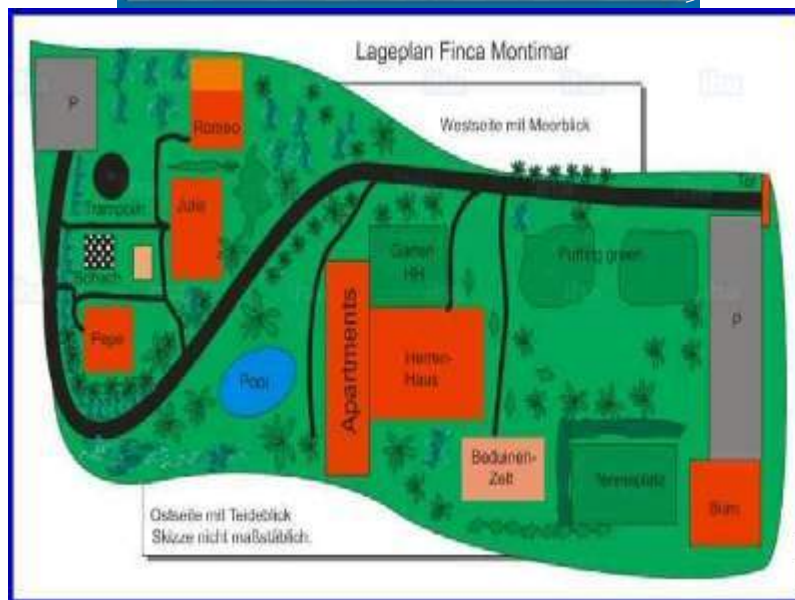 Lageplan Finca Montimar
Westseite mit Meerblick
P
Romeo
Tor
Trampolin
Julia
Schach
Garten
HH
Putting green
Pepe
P
Apartments
Herren-
Haus
Pool
Beduinen-
Zelt
Tennisplatz
Büro
Ostseite mit Teideblick
Skizze nicht maßstäblich.